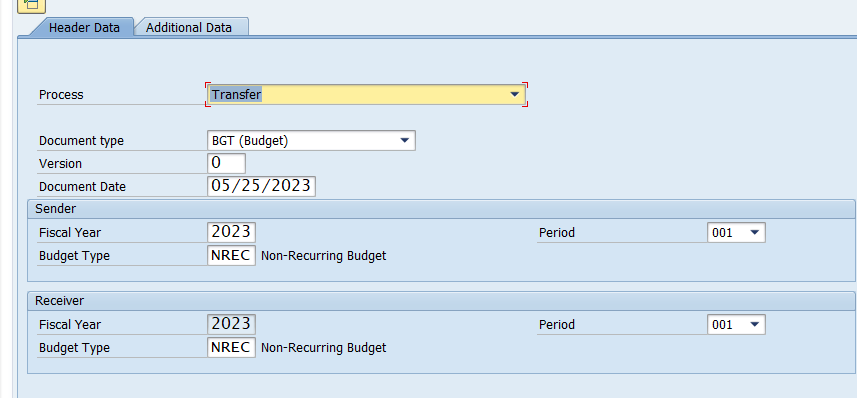 Header Data Additional Data
Process Transfer
Document type BGT (Budget)
Version 0
Document Date 05/25/2023
Sender
Fiscal Year 2023 Period 001
Budget Type NREC Non-Recurring Budget
Receiver
Fiscal Year 2023 Period 001
Budget Type NREC Non-Recurring Budget